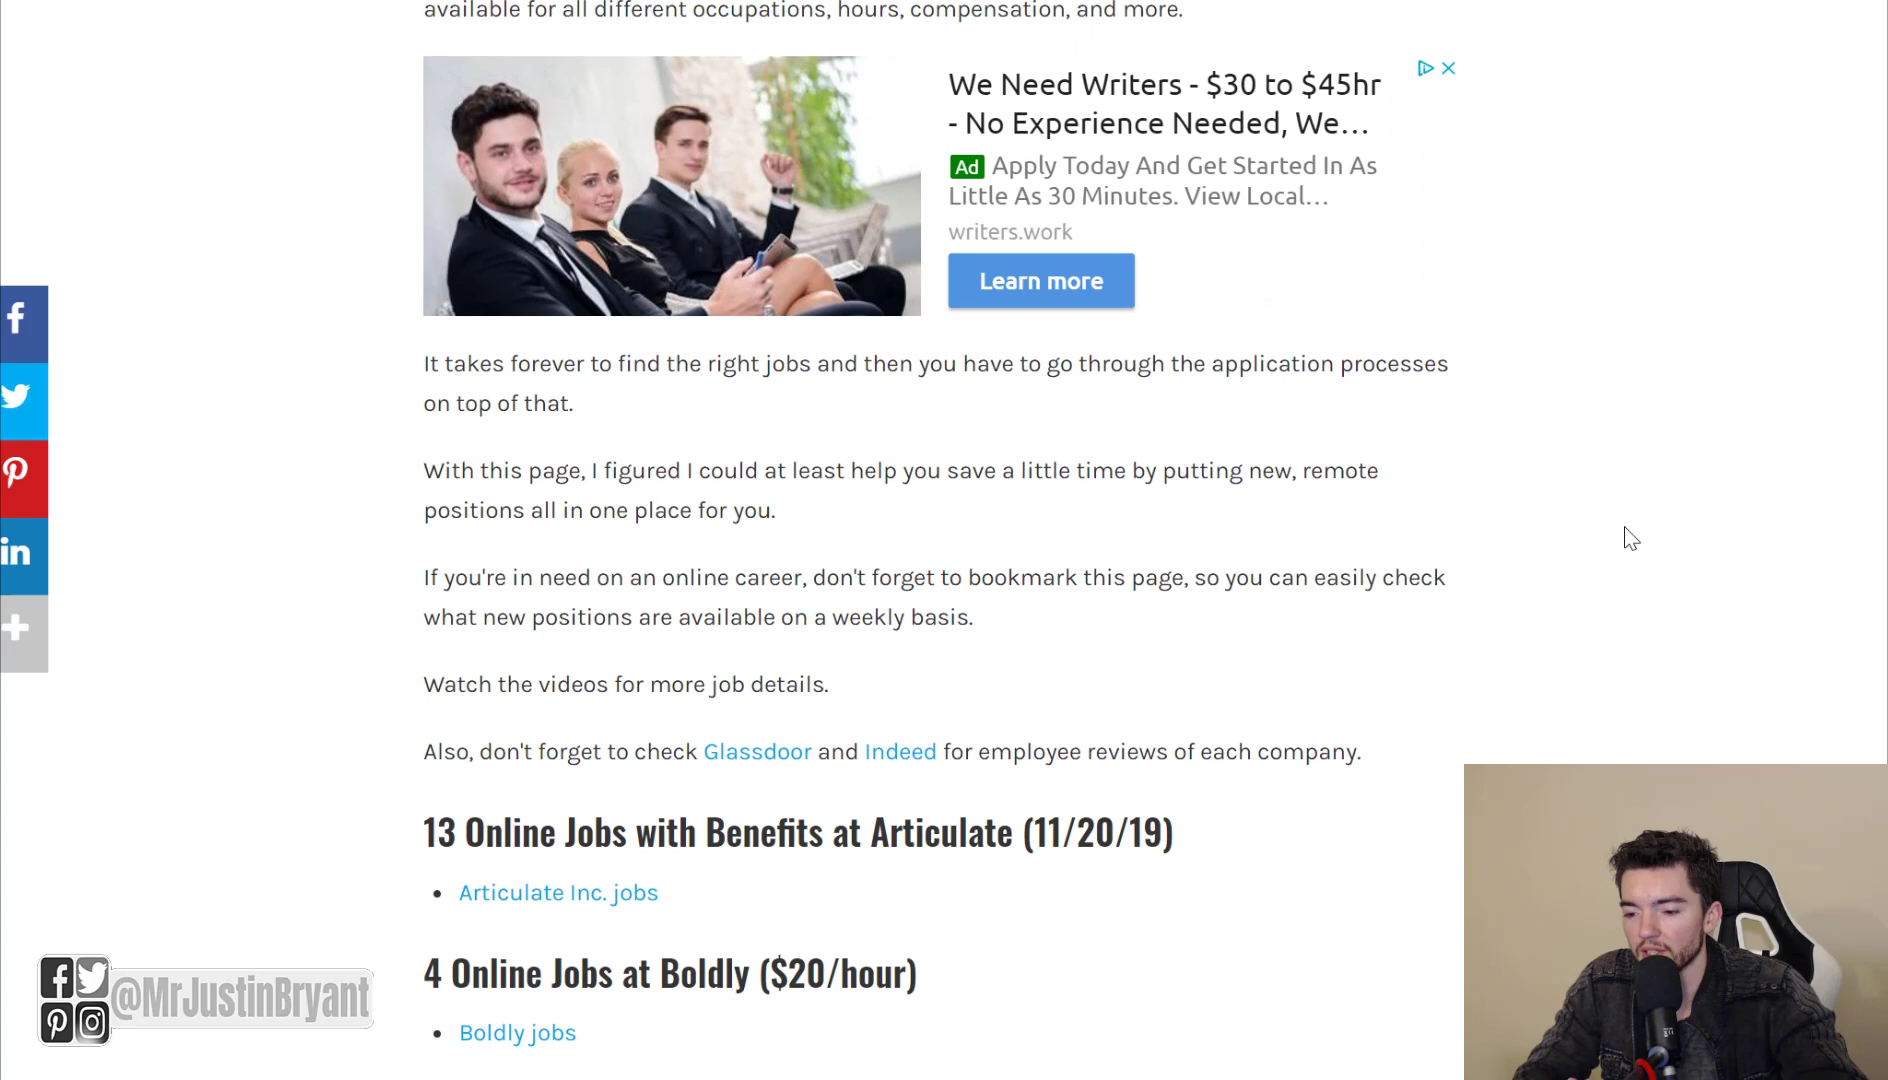 available for all different occupations, hours, compensation, and more.
We Need Writers - $30 to $45hr
- No Experience Needed, We...
Ad Apply Today And Get Started In As
Little As 30 Minutes. View Local...
writers.work
Learn more
It takes forever to find the right jobs and then you have to go through the application processes
on top of that.
With this page, I figured I could at least help you save a little time by putting new, remote
positions all in one place for you.
If you're in need on an online career, don't forget to bookmark this page, so you can easily check
what new positions are available on a weekly basis.
Watch the videos for more job details.
Also, don't forget to check Glassdoor and Indeed for employee reviews of each company.
13 Online Jobs with Benefits at Articulate (11/20/19)
• Articulate Inc. jobs
4 Online Jobs at Boldly ($20/hour)
• Boldly jobs
@MrJustinBryant